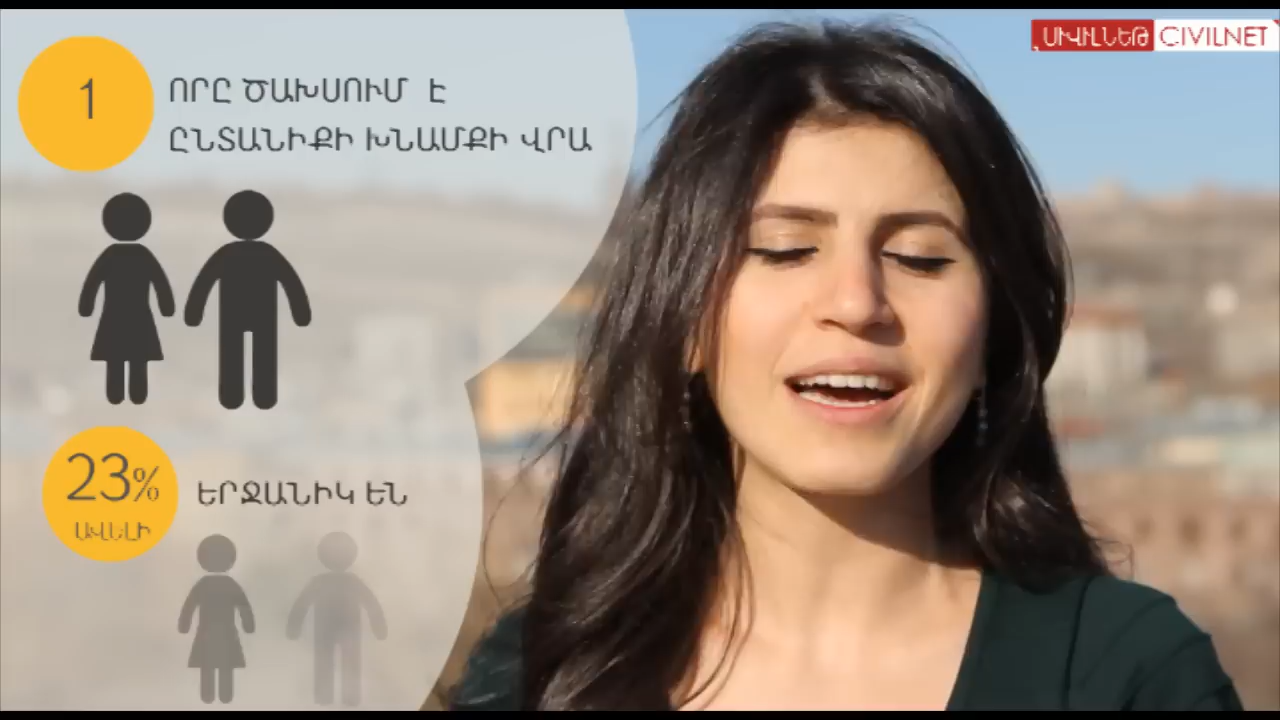 ՍԻՎԻԼՆԵԹ CIVILNET
1
ՈՐԸ ԾԱԽՍՈՒՄ Է
ԸՆՏԱՆԻՔԻ ԽՆԱՄՔԻ ՎՐԱ
23%
ԱՎԵԼԻ
ԵՐՋԱՆԻԿ ԵՆ